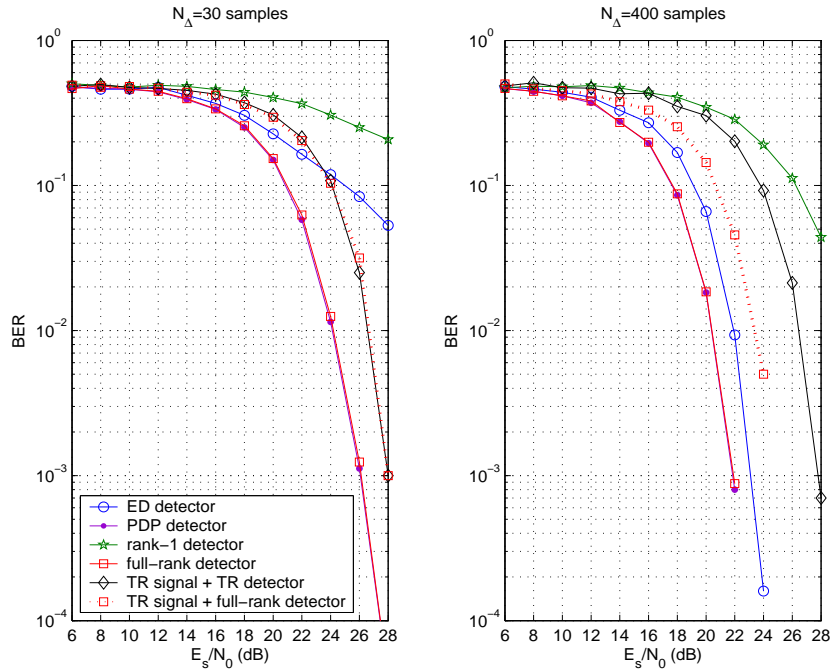 N_Δ=30 samples
10^0
10^-1
10^-2
10^-3
10^-4
BER
ED detector
PDP detector
rank-1 detector
full-rank detector
TR signal + TR detector
TR signal + full-rank detector
6 8 10 12 14 16 18 20 22 24 26 28
E_s/N_0 (dB)
N_Δ=400 samples
10^0
10^-1
10^-2
10^-3
10^-4
BER
6 8 10 12 14 16 18 20 22 24 26 28
E_s/N_0 (dB)